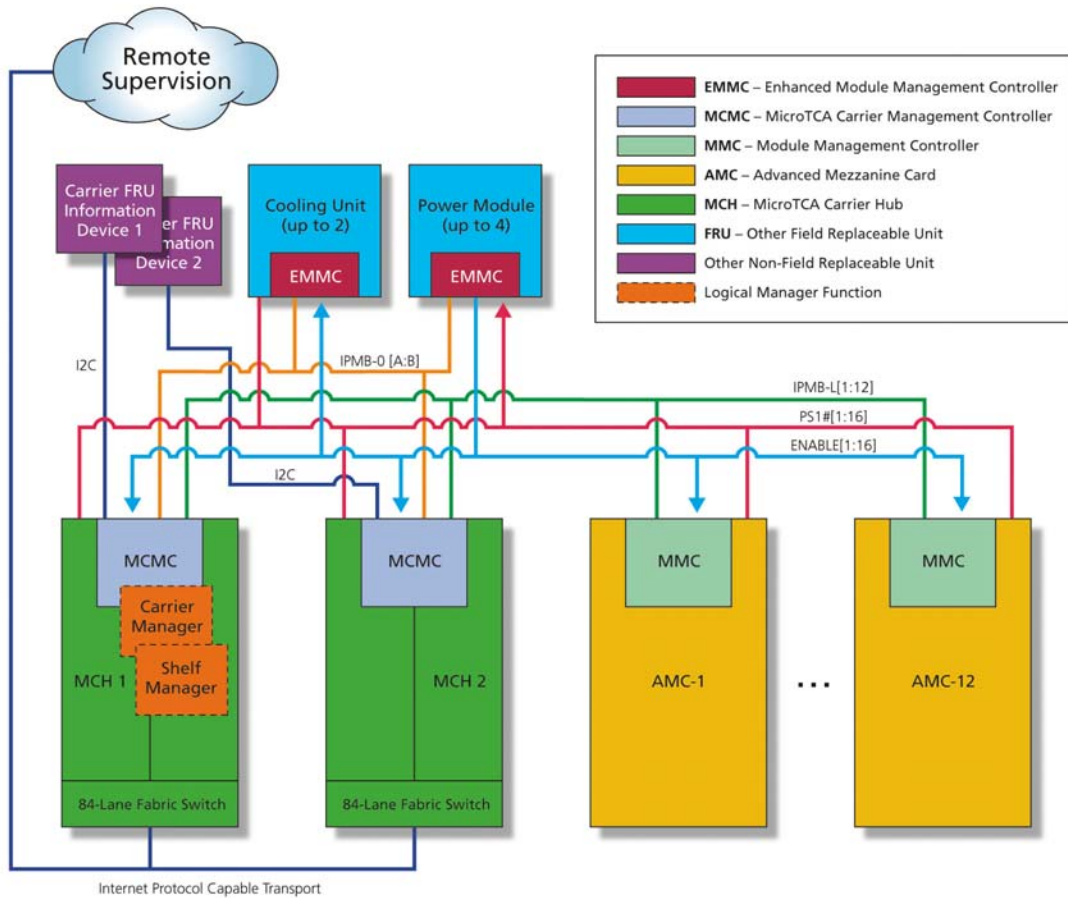 Remote
Supervision
EMMC – Enhanced Module Management Controller
MCMC – MicroTCA Carrier Management Controller
MMC – Module Management Controller
AMC – Advanced Mezzanine Card
MCH – MicroTCA Carrier Hub
FRU – Other Field Replaceable Unit
Other Non-Field Replaceable Unit
Logical Manager Function
Carrier FRU
Information
Device 1
FRU
Device 2
Cooling Unit
(up to 2)
EMMC
Power Module
(up to 4)
EMMC
I2C
IPMB-0 [A:B]
IPMB-L[1:12]
PS1#[1:16]
ENABLE[1:16]
I2C
MCMC
Carrier
Manager
Shelf
Manager
MCH 1
84-Lane Fabric Switch
MCMC
MCH 2
84-Lane Fabric Switch
MMC
AMC-1
...
MMC
AMC-12
Internet Protocol Capable Transport